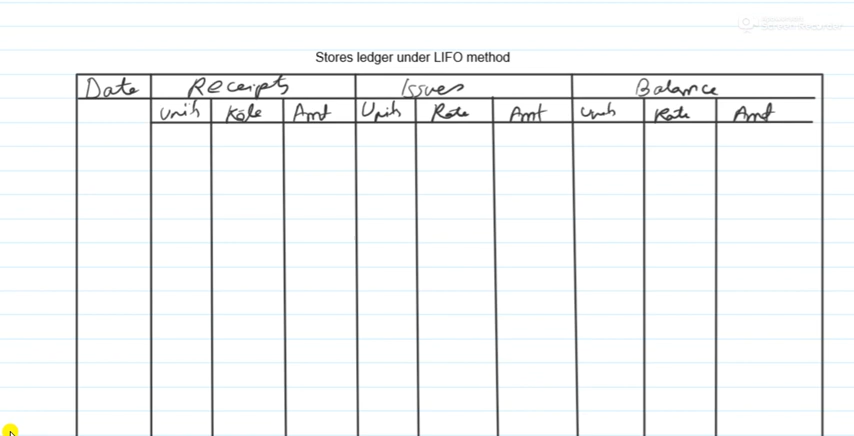 Stores ledger under LIFO method
Date Receipts Issues Balance
Units Rate Amt Units Rate Amt Units Rate Amt